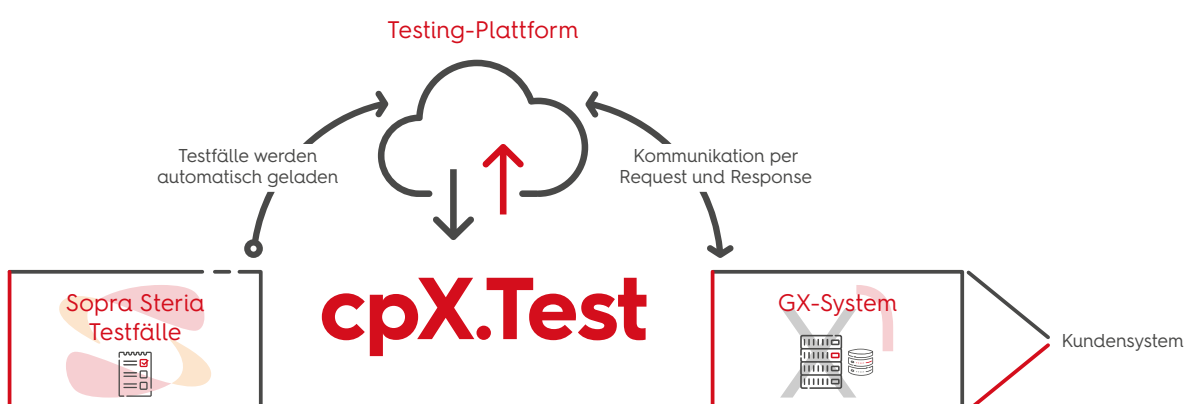 Testing-Plattform
Testfälle werden
automatisch geladen
Kommunikation per
Request und Response
cpX.Test
Sopra Steria
Testfälle
GX-System
Kundensystem